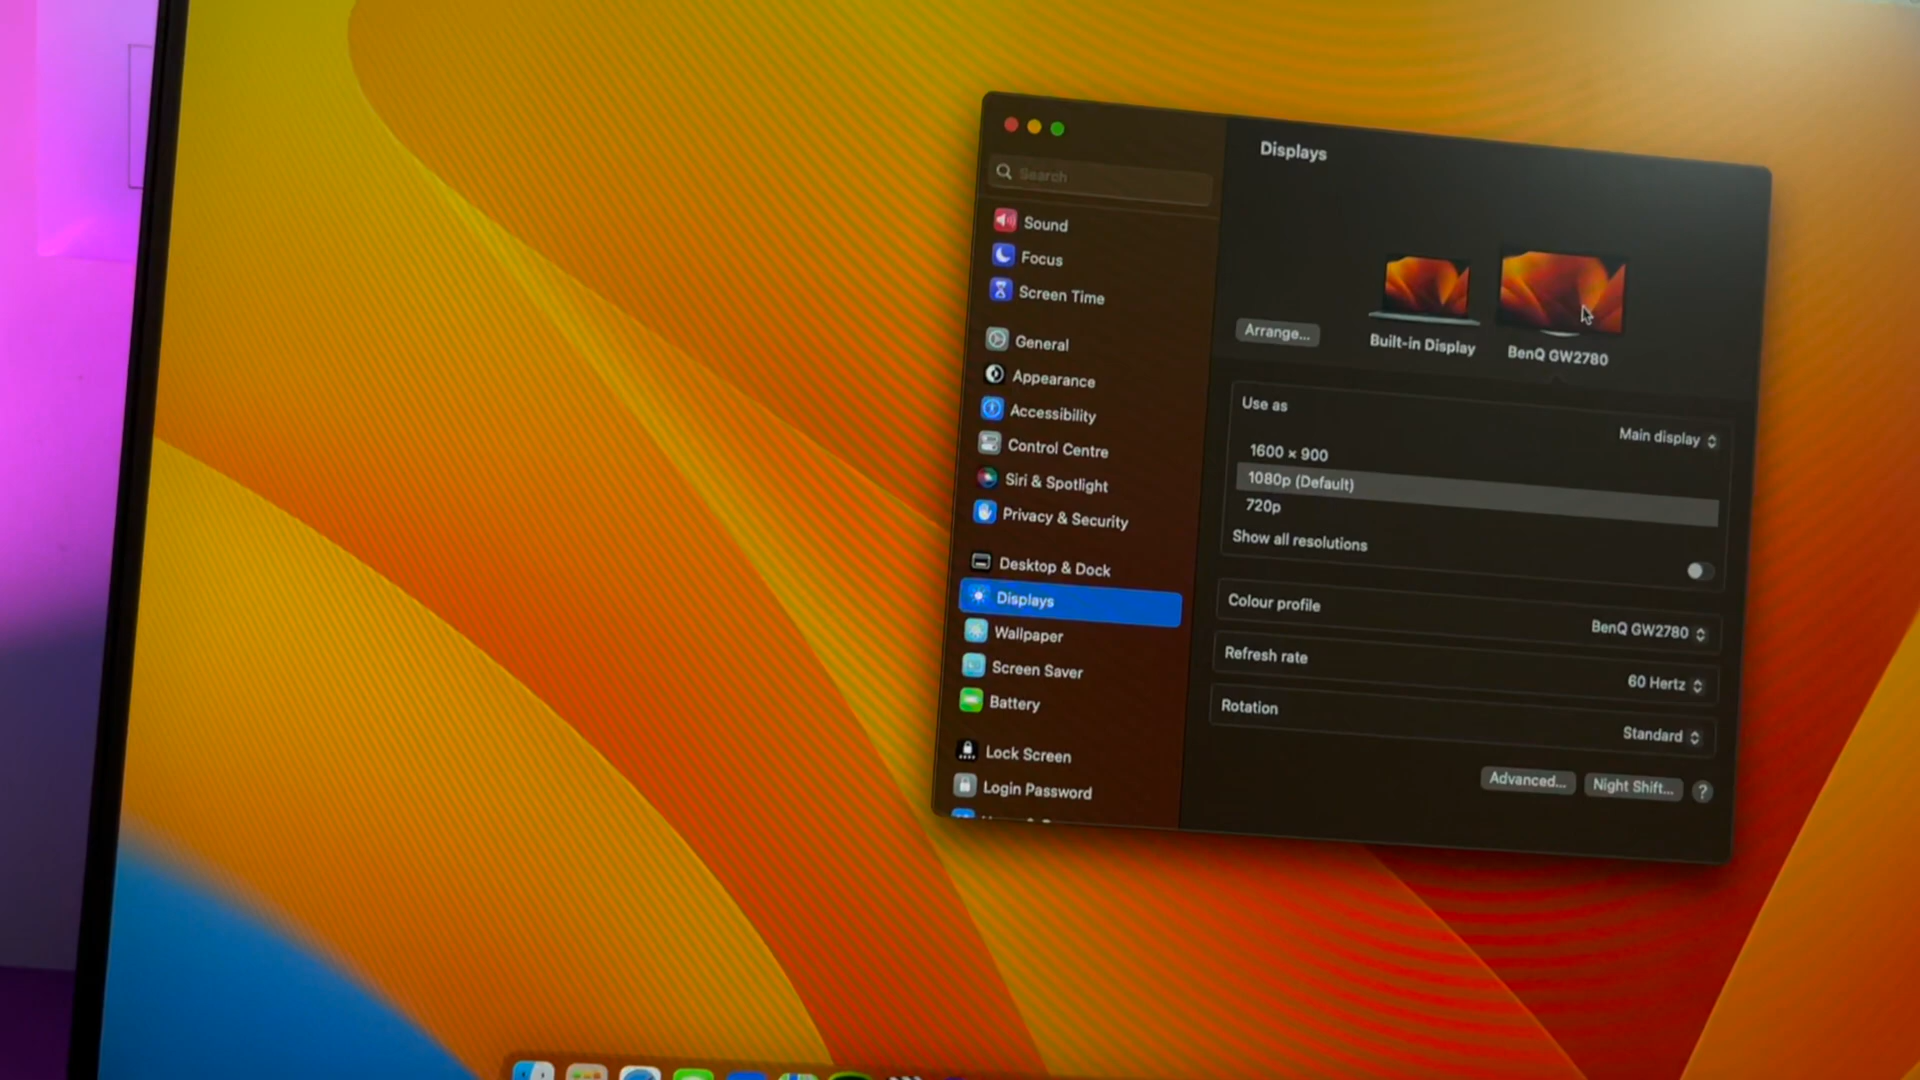 Displays
Search
Sound
Focus
Screen Time
General
Appearance
Accessibility
Control Centre
Siri & Spotlight
Privacy & Security
Desktop & Dock
Displays
Wallpaper
Screen Saver
Battery
Lock Screen
Login Password
Arrange...
Built-in Display
BenQ GW2780
Use as
Main display
1600 × 900
1080p (Default)
720p
Show all resolutions
Colour profile
BenQ GW2780
Refresh rate
60 Hertz
Rotation
Standard
Advanced...
Night Shift...
?